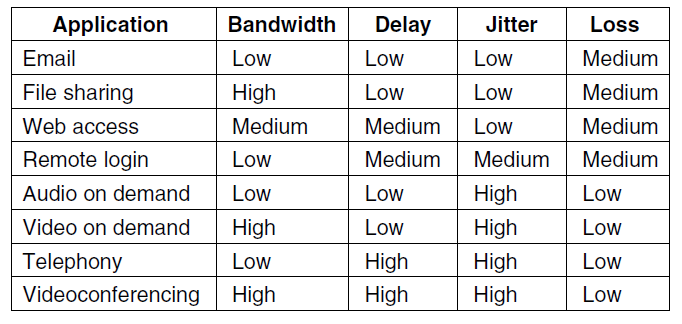 Application Bandwidth Delay Jitter Loss
Email Low Low Low Medium
File sharing High Low Low Medium
Web access Medium Medium Low Medium
Remote login Low Medium Medium Medium
Audio on demand Low Low High Low
Video on demand High Low High Low
Telephony Low High High Low
Videoconferencing High High High Low